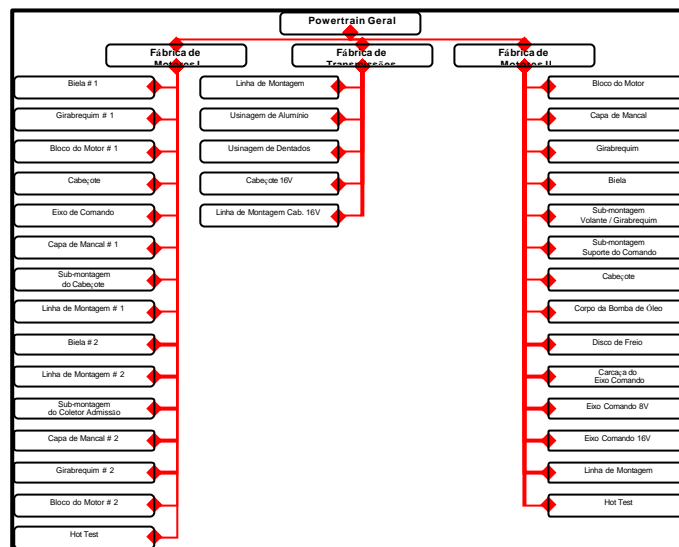 Powertrain Geral
Fábrica de
Motores I
Fábrica de
Transmissões
Fábrica de
Motores II
Biela # 1
Girabrequim # 1
Bloco do Motor # 1
Cabeçote
Eixo de Comando
Capa de Mancal # 1
Sub-montagem
do Cabeçote
Linha de Montagem # 1
Biela # 2
Linha de Montagem # 2
Sub-montagem
do Coletor Admissão
Capa de Mancal # 2
Girabrequim # 2
Bloco do Motor # 2
Hot Test
Linha de Montagem
Usinagem de Alumínio
Usinagem de Dentados
Cabeçote 16V
Linha de Montagem Cab. 16V
Bloco do Motor
Capa de Mancal
Girabrequim
Biela
Sub-montagem
Volante / Girabrequim
Sub-montagem
Suporte do Comando
Cabeçote
Corpo da Bomba de Óleo
Disco de Freio
Carcaça do
Eixo Comando
Eixo Comando 8V
Eixo Comando 16V
Linha de Montagem
Hot Test